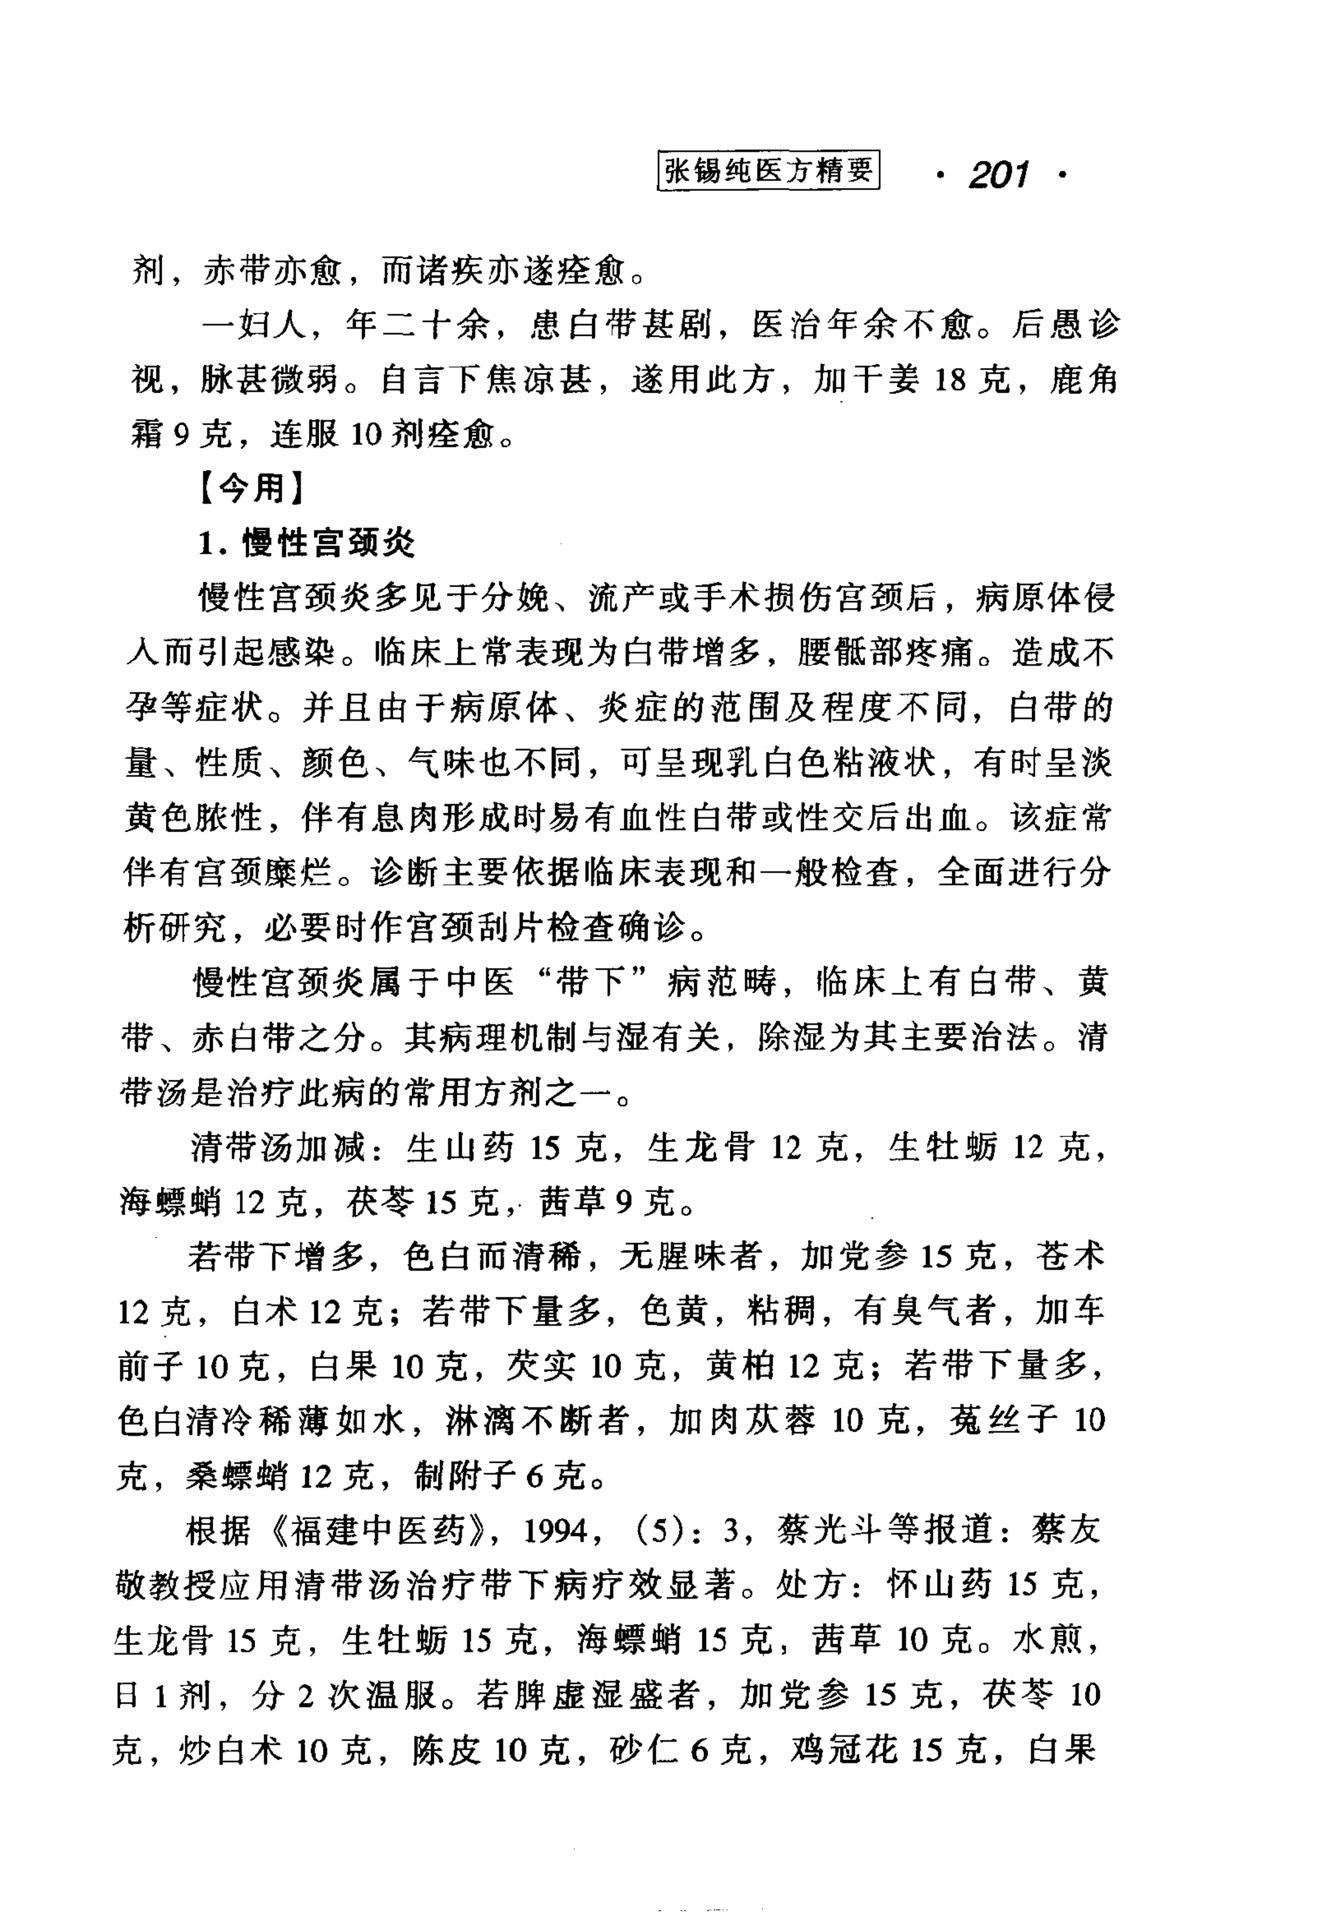 张锡纯医方精要 · 201 ·
剂，赤带亦愈，而诸疾亦遂痊愈。
一妇人，年二十余，患白带甚剧，医治年余不愈。后愚诊
视，脉甚微弱。自言下焦凉甚，遂用此方，加干姜 18 克，鹿角
霜 9 克，连服 10 剂痊愈。
【今用】
1. 慢性宫颈炎
慢性宫颈炎多见于分娩、流产或手术损伤宫颈后，病原体侵
入而引起感染。临床上常表现为白带增多，腰骶部疼痛。造成不
孕等症状。并且由于病原体、炎症的范围及程度不同，白带的
量、性质、颜色、气味也不同，可呈现乳白色粘液状，有时呈淡
黄色脓性，伴有息肉形成时易有血性白带或性交后出血。该症常
伴有宫颈糜烂。诊断主要依据临床表现和一般检查，全面进行分
析研究，必要时作宫颈刮片检查确诊。
慢性宫颈炎属于中医“带下”病范畴，临床上有白带、黄
带、赤白带之分。其病理机制与湿有关，除湿为其主要治法。清
带汤是治疗此病的常用方剂之一。
清带汤加减：生山药 15 克，生龙骨 12 克，生牡蛎 12 克，
海螵蛸 12 克，茯苓 15 克，茜草 9 克。
若带下增多，色白而清稀，无腥味者，加党参 15 克，苍术
12 克，白术 12 克；若带下量多，色黄，粘稠，有臭气者，加车
前子 10 克，白果 10 克，芡实 10 克，黄柏 12 克；若带下量多，
色白清冷稀薄如水，淋漓不断者，加肉苁蓉 10 克，菟丝子 10
克，桑螵蛸 12 克，制附子 6 克。
根据《福建中医药》，1994，（5）：3，蔡光斗等报道：蔡友
敬教授应用清带汤治疗带下病疗效显著。处方：怀山药 15 克，
生龙骨 15 克，生牡蛎 15 克，海螵蛸 15 克，茜草 10 克。水煎，
日 1 剂，分 2 次温服。若脾虚湿盛者，加党参 15 克，茯苓 10
克，炒白术 10 克，陈皮 10 克，砂仁 6 克，鸡冠花 15 克，白果